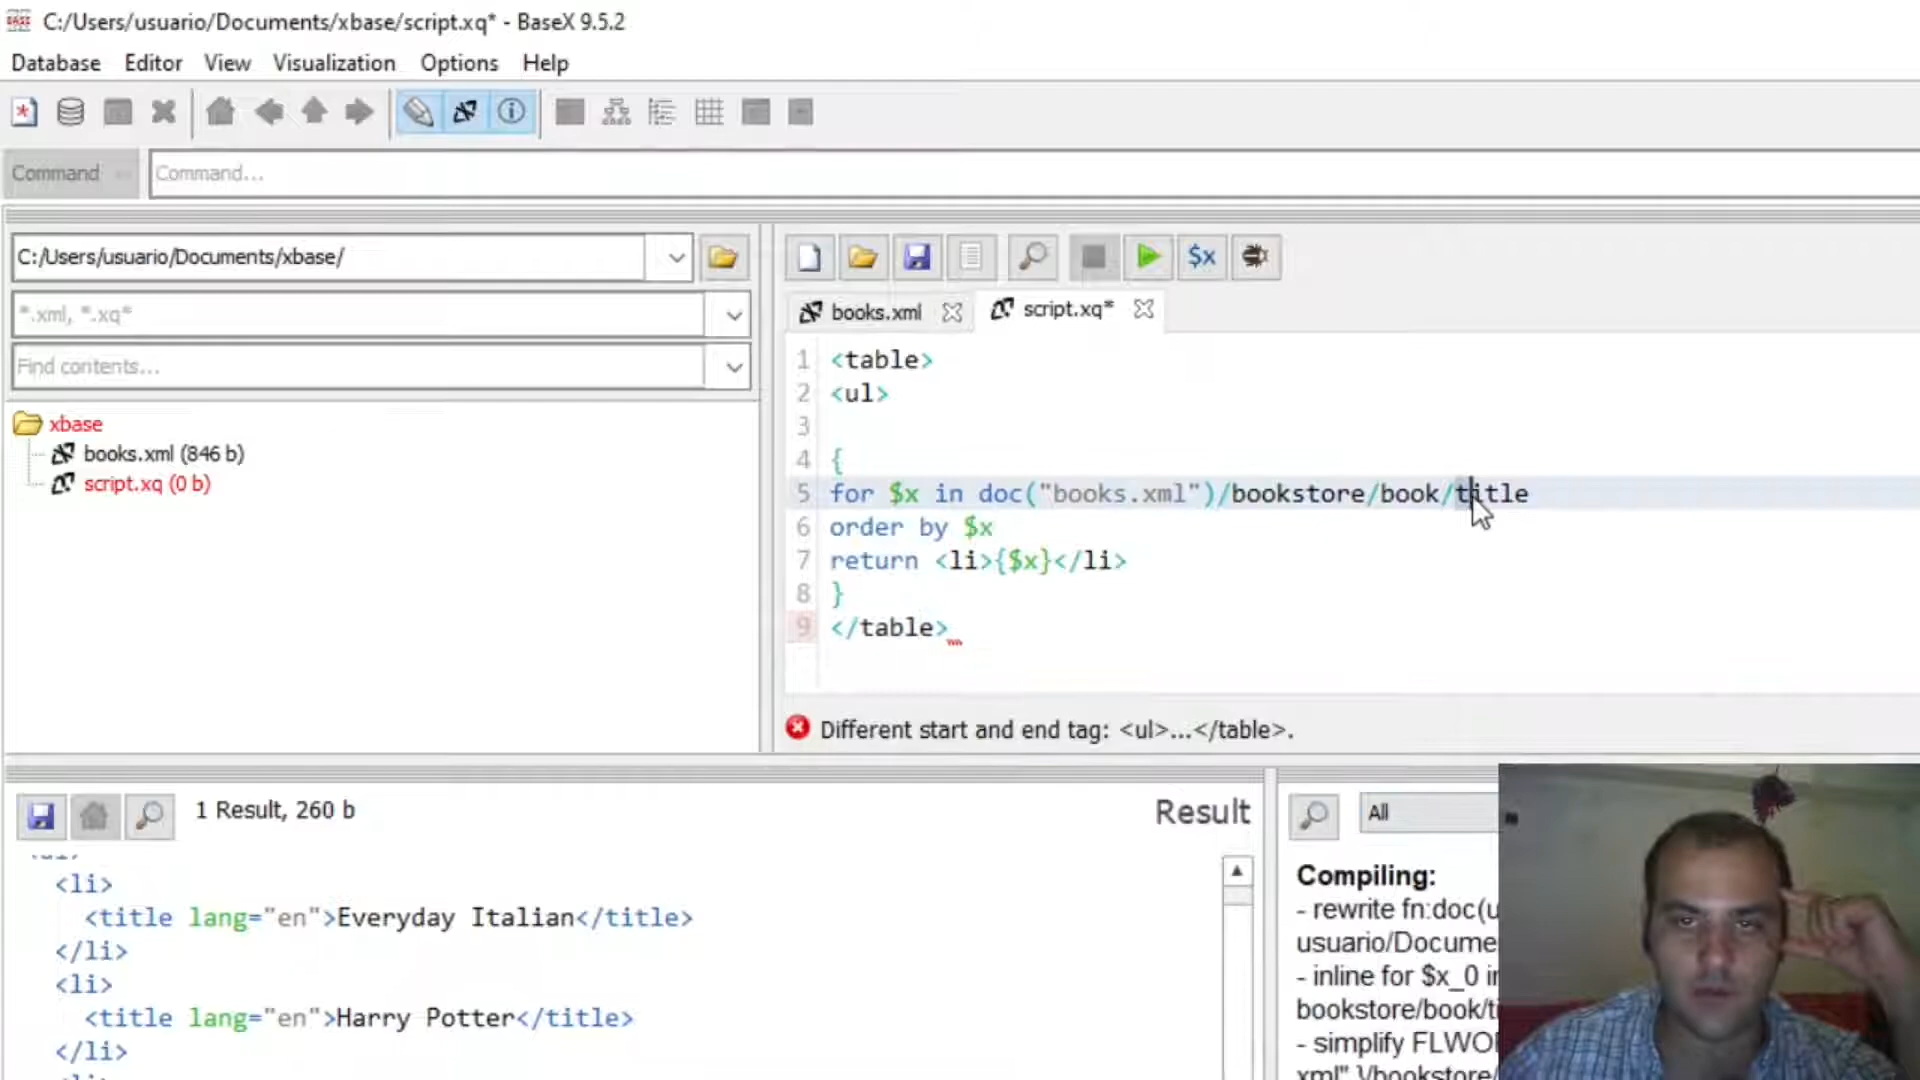 C:/Users/usuario/Documents/xbase/script.xq* - BaseX 9.5.2
Database Editor View Visualization Options Help
Command Command...
C:/Users/usuario/Documents/xbase/
*.xml, *.xq*
Find contents...
xbase
books.xml (846 b)
script.xq (0 b)
$x
books.xml script.xq*
1 <table>
2 <ul>
3
4 {
5 for $x in doc("books.xml")/bookstore/book/title
6 order by $x
7 return <li>{$x}</li>
8 }
9 </table>
Different start and end tag: <ul>...</table>.
1 Result, 260 b Result
<li>
<title lang="en">Everyday Italian</title>
</li>
<li>
<title lang="en">Harry Potter</title>
</li>
All
Compiling:
- rewrite fn:doc(u
usuario/Docume
- inline for $x_0 i
bookstore/book/ti
- simplify FLWO
xml")/bookstore/